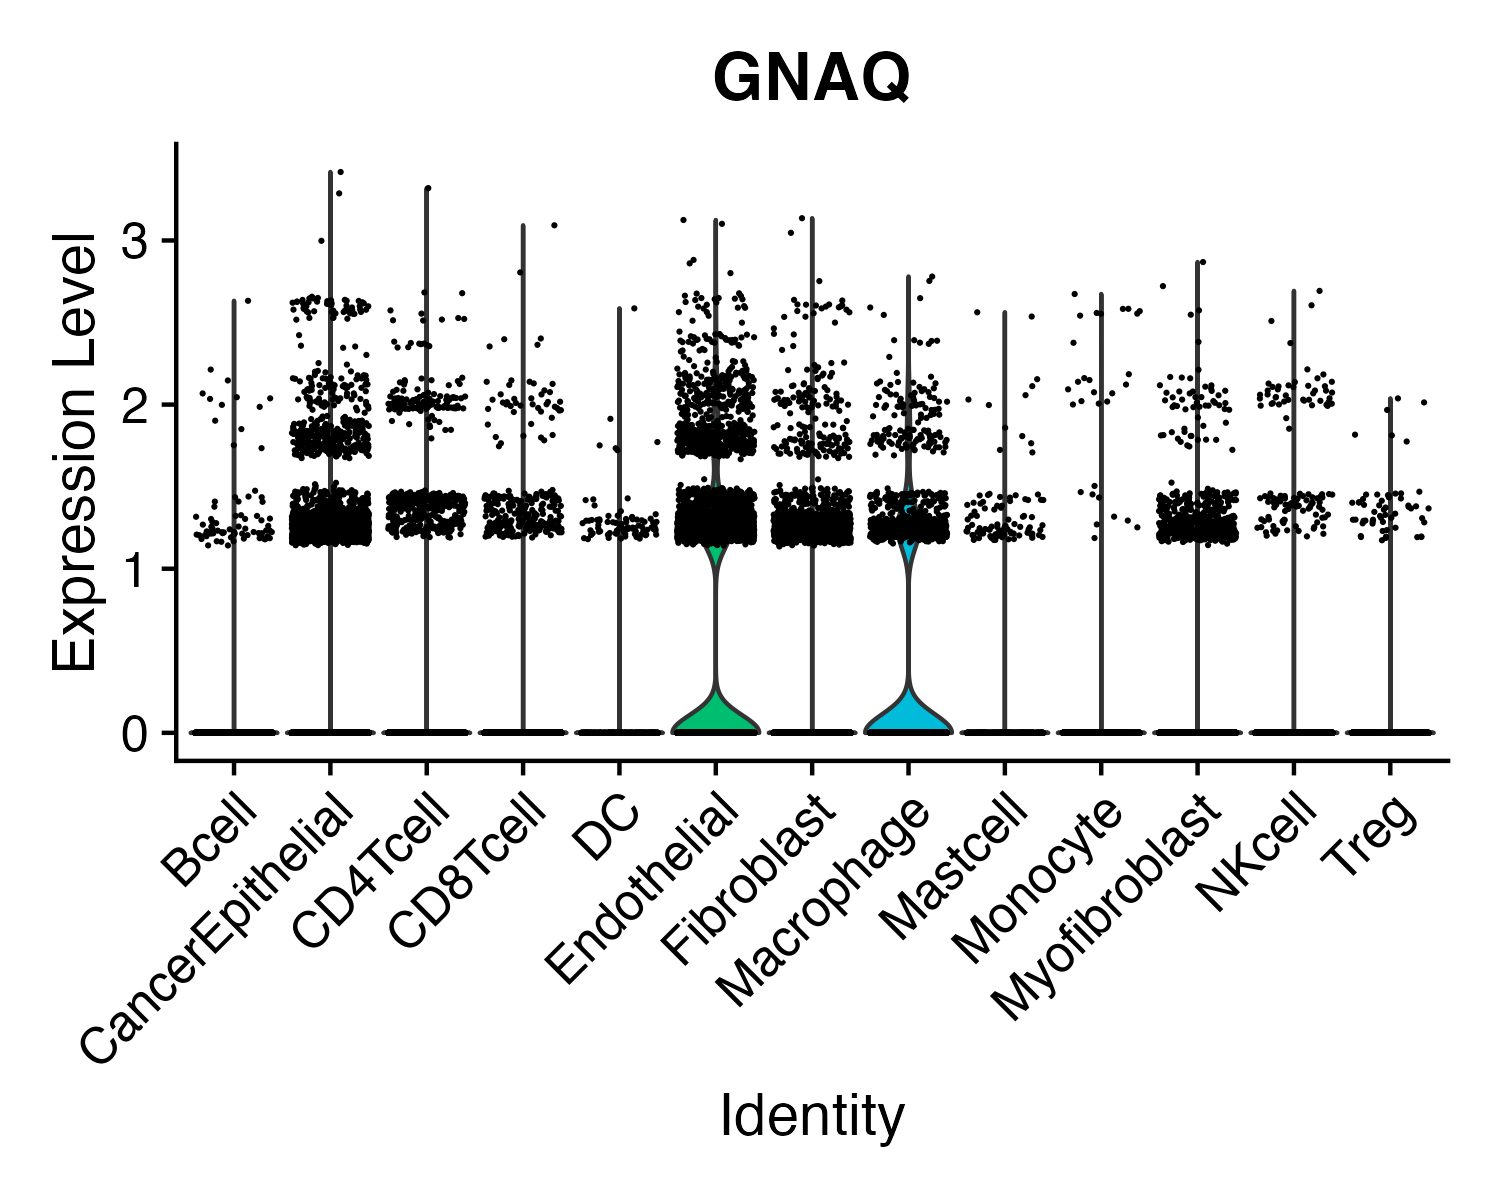 GNAQ
Expression Level
3
2
1
0
Bcell
CancerEpithelial
CD4Tcell
CD8Tcell
DC
Endothelial
Fibroblast
Macrophage
Mastcell
Monocyte
Myofibroblast
NKcell
Treg
Identity